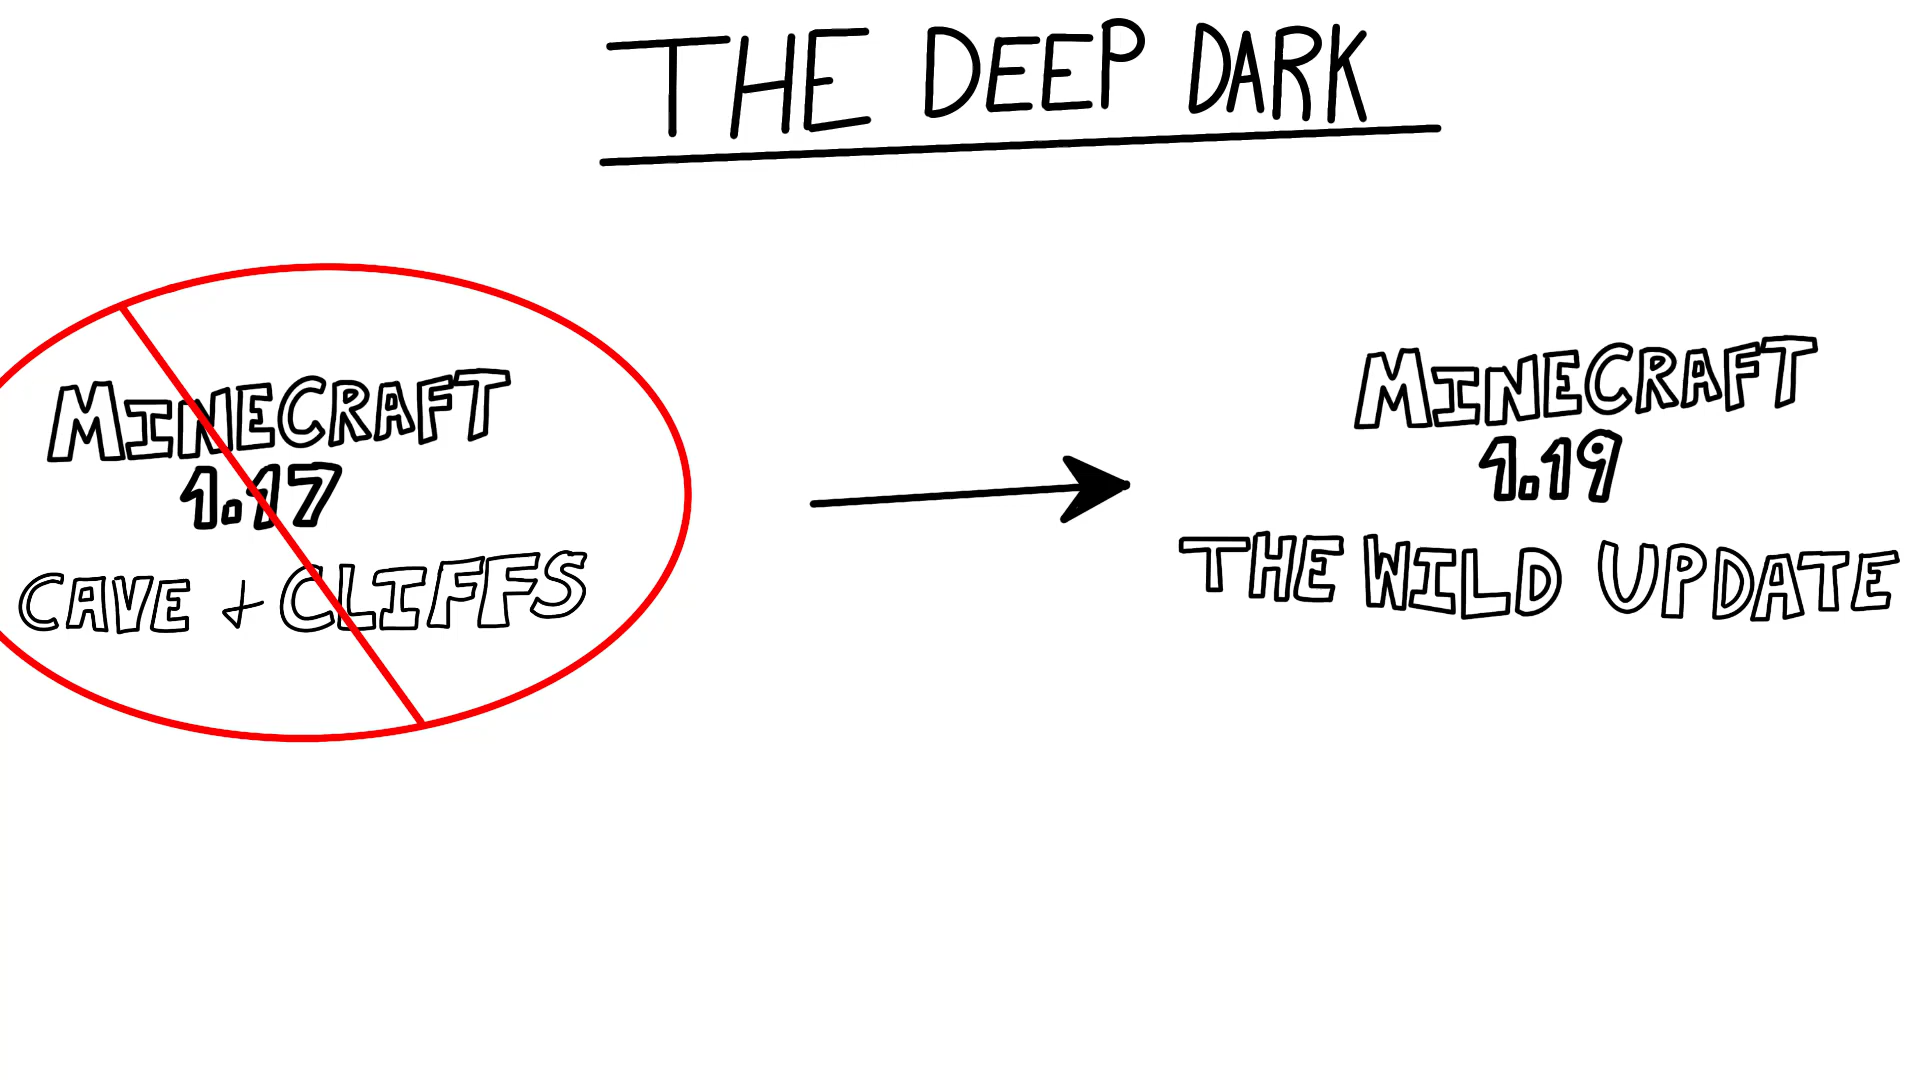 THE DEEP DARK
MINECRAFT
1.17
CAVE + CLIFFS
MINECRAFT
1.19
THE WILD UPDATE